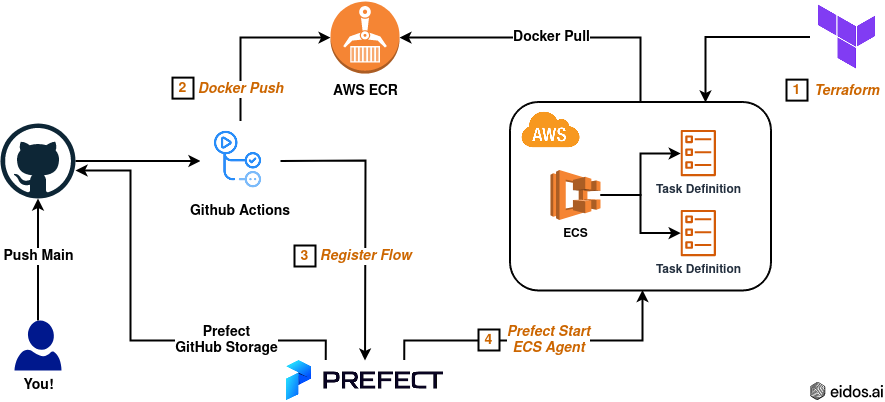 Docker Pull
2 Docker Push
AWS ECR
1 Terraform
AWS
Github Actions
Task Definition
ECS
Task Definition
Push Main
3 Register Flow
Prefect
GitHub Storage
4 Prefect Start
ECS Agent
You!
PREFECT
eidos.ai